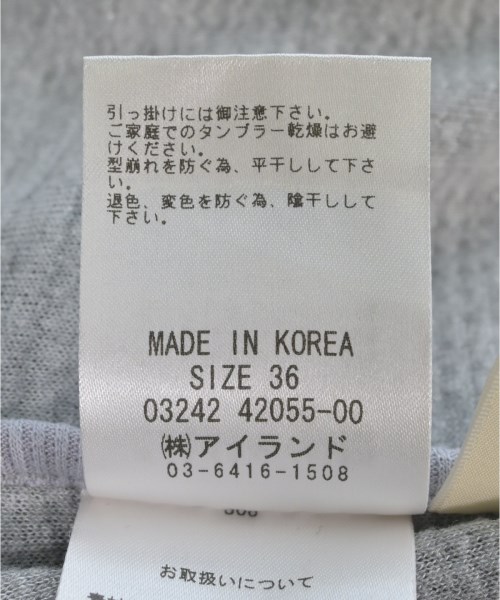 引っ掛けには御注意下さい。
ご家庭でのタンブラー乾燥はお避
けください。
型崩れを防ぐ為、平干しして下さ
い。
退色、変色を防ぐ為、陰干しして
下さい。
MADE IN KOREA
SIZE 36
03242 42055-00
㈱アイランド
03-6416-1508
お取扱いについて